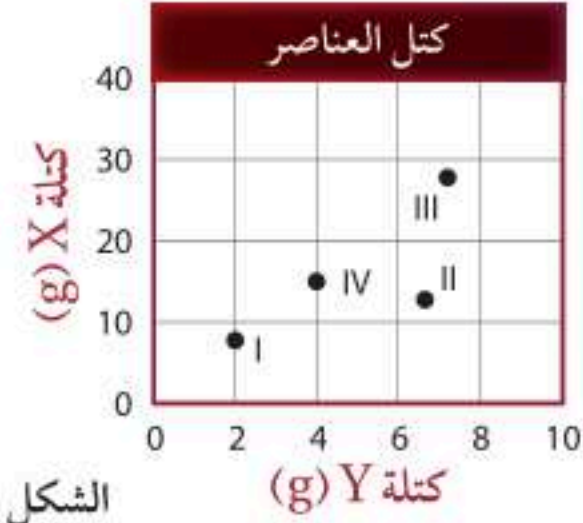 كتل العناصر
40
30
20
10
0
كتلة X (g)
III
II
IV
I
0 2 4 6 8 10
كتلة Y (g)
الشكل